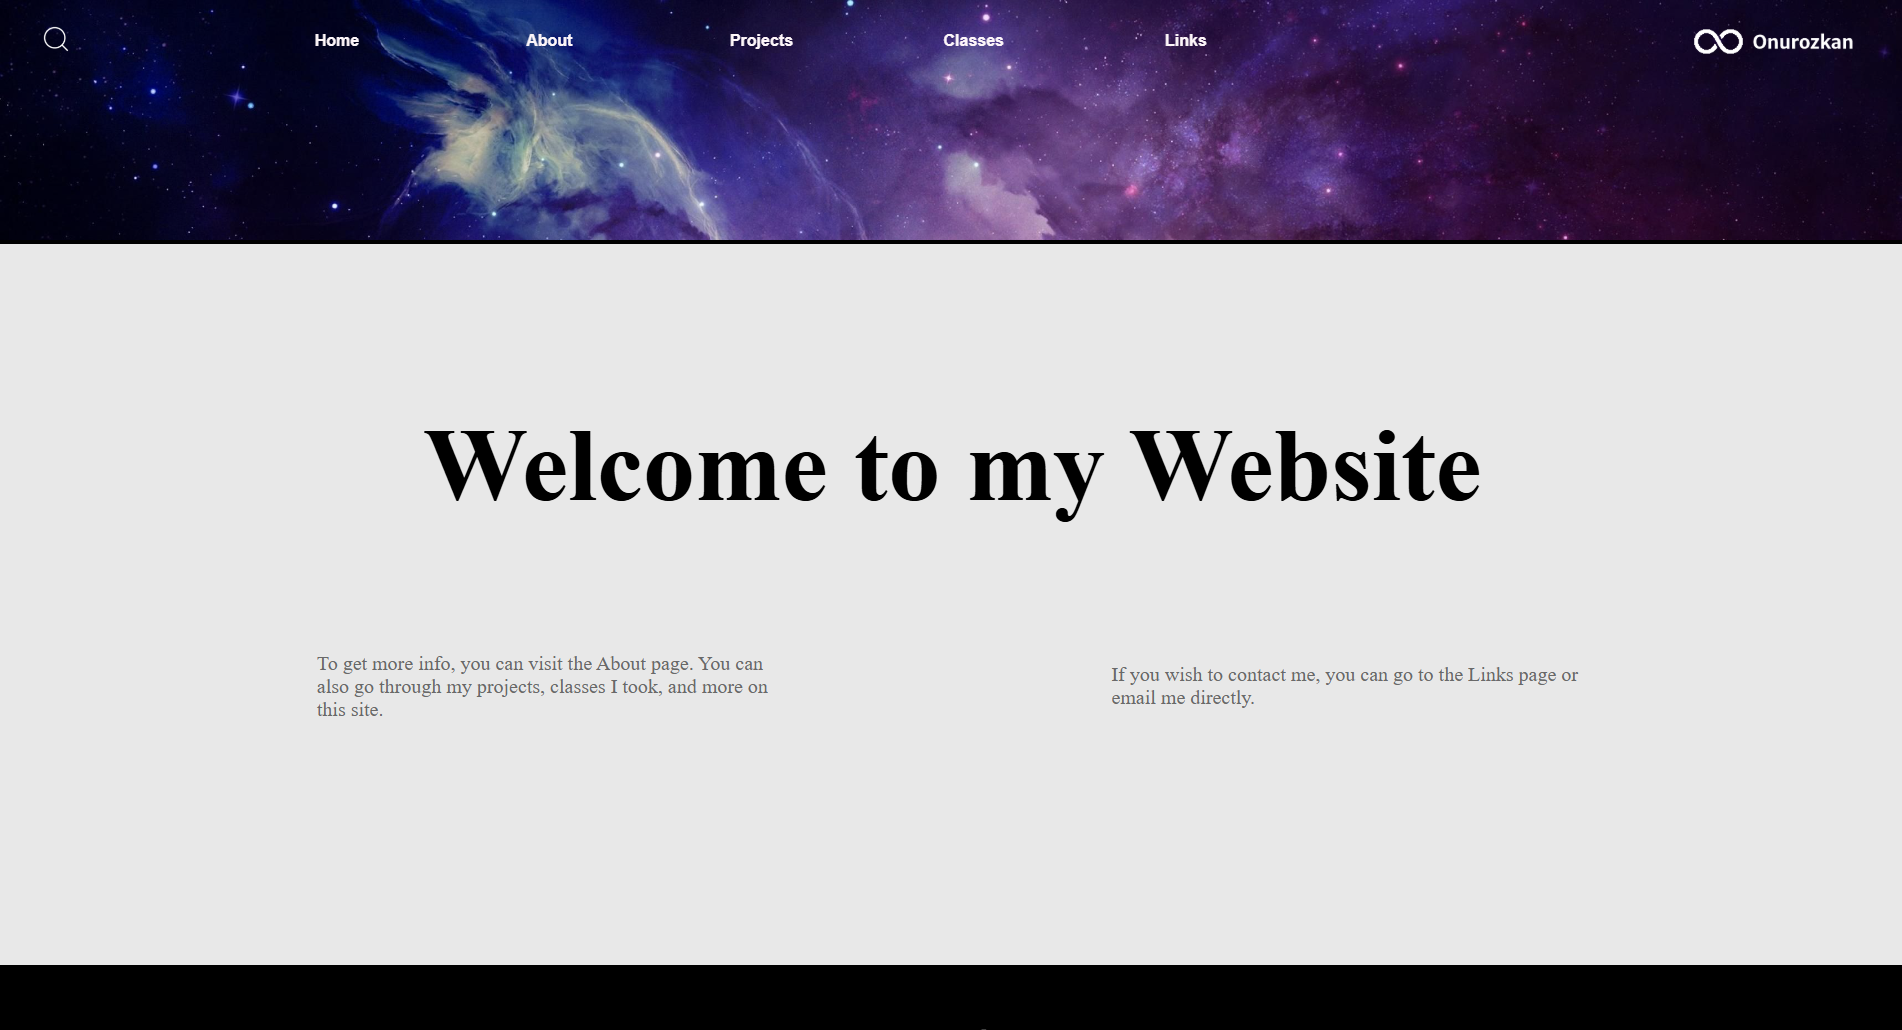 Home About Projects Classes Links Onurozkan
Welcome to my Website
To get more info, you can visit the About page. You can
also go through my projects, classes I took, and more on
this site.
If you wish to contact me, you can go to the Links page or
email me directly.